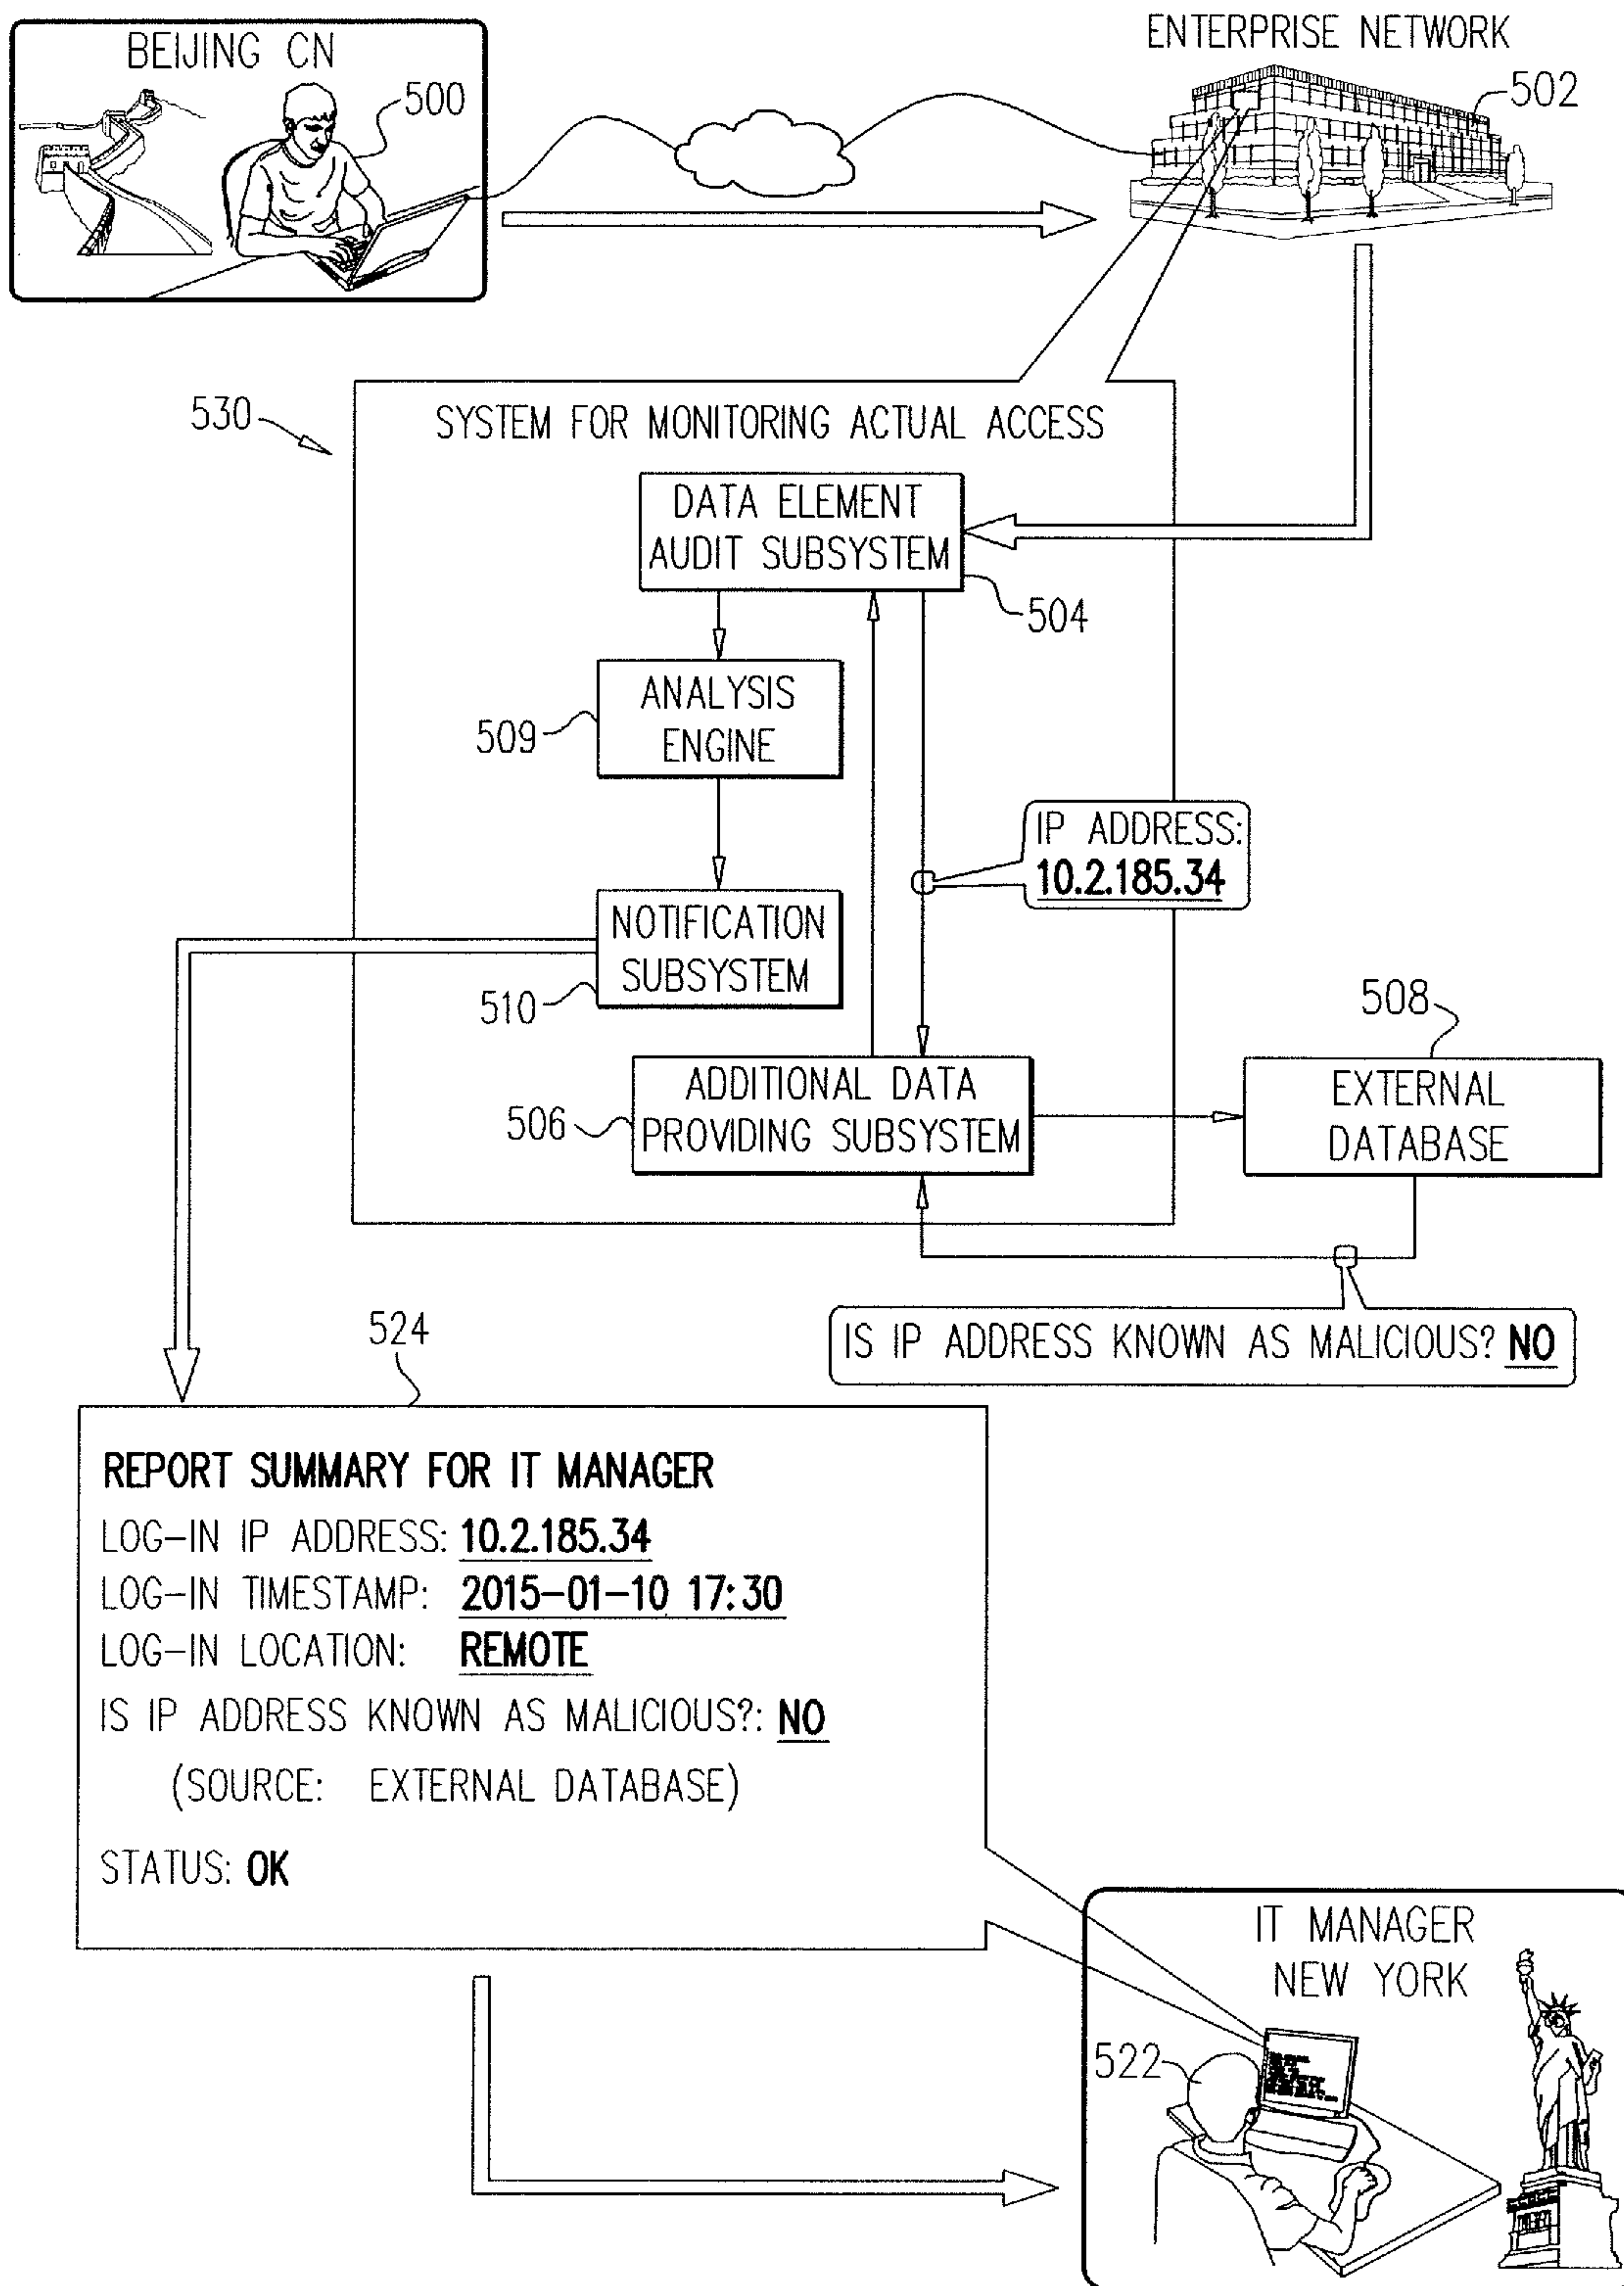 BEIJING CN
500
ENTERPRISE NETWORK
502
530
SYSTEM FOR MONITORING ACTUAL ACCESS
DATA ELEMENT
AUDIT SUBSYSTEM
504
ANALYSIS
ENGINE
509
IP ADDRESS:
10.2.185.34
NOTIFICATION
SUBSYSTEM
510
508
ADDITIONAL DATA
PROVIDING SUBSYSTEM
506
EXTERNAL
DATABASE
IS IP ADDRESS KNOWN AS MALICIOUS? NO
524
REPORT SUMMARY FOR IT MANAGER
LOG-IN IP ADDRESS: 10.2.185.34
LOG-IN TIMESTAMP: 2015-01-10 17:30
LOG-IN LOCATION: REMOTE
IS IP ADDRESS KNOWN AS MALICIOUS?: NO
(SOURCE: EXTERNAL DATABASE)
STATUS: OK
IT MANAGER
NEW YORK
522